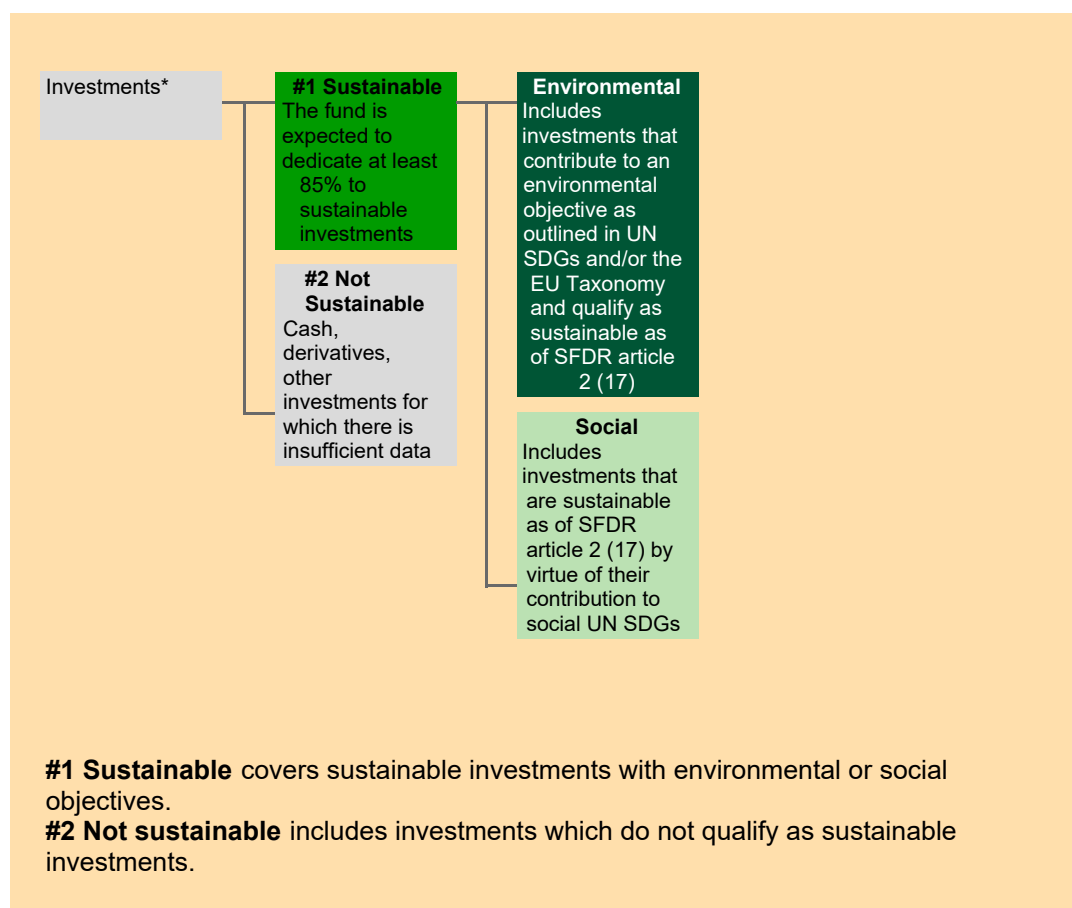 Investments*
#1 Sustainable
The fund is
expected to
dedicate at least
85% to
sustainable
investments
#2 Not
Sustainable
Cash,
derivatives,
other
investments for
which there is
insufficient data
Environmental
Includes
investments that
contribute to an
environmental
objective as
outlined in UN
SDGs and/or the
EU Taxonomy
and qualify as
sustainable as
of SFDR article
2 (17)
Social
Includes
investments that
are sustainable
as of SFDR
article 2 (17) by
virtue of their
contribution to
social UN SDGs
#1 Sustainable covers sustainable investments with environmental or social
objectives.
#2 Not sustainable includes investments which do not qualify as sustainable
investments.